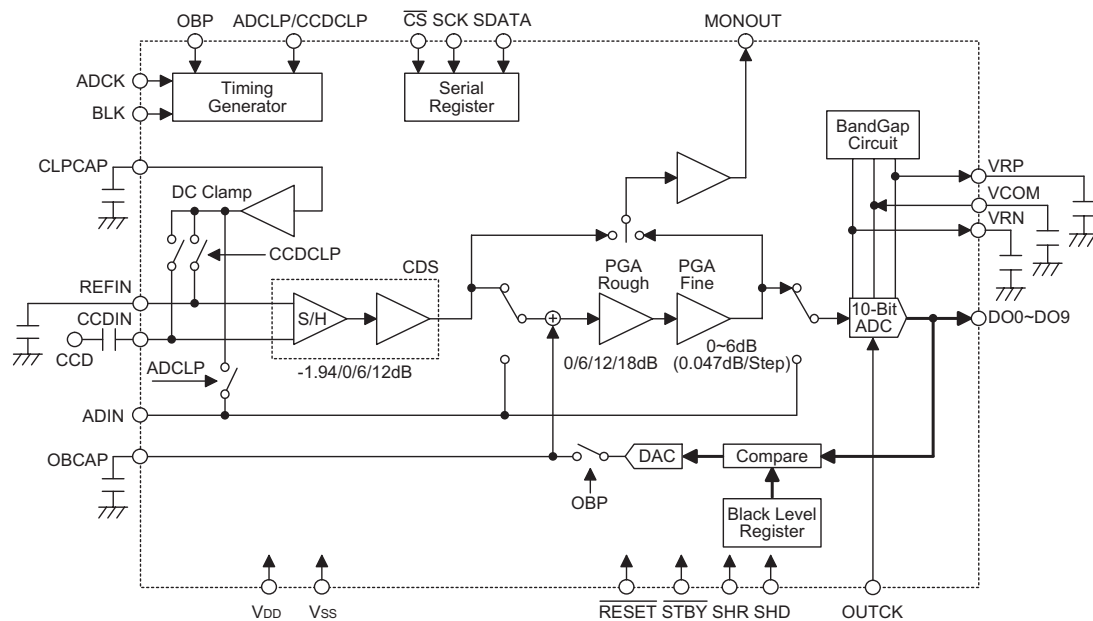 OBP
ADCLP/CCDCLP
CS SCK SDATA
MONOUT
ADCK
BLK
Timing
Generator
Serial
Register
BandGap
Circuit
CLPCAP
DC Clamp
VRP
VCOM
VRN
CCDCLP
CDS
PGA
Rough
PGA
Fine
REFIN
S/H
10-Bit
ADC
DO0~DO9
CCDIN
CCD
-1.94/0/6/12dB
0/6/12/18dB
0~6dB
(0.047dB/Step)
ADCLP
ADIN
OBCAP
DAC
Compare
OBP
Black Level
Register
VDD
VSS
RESET
STBY
SHR
SHD
OUTCK